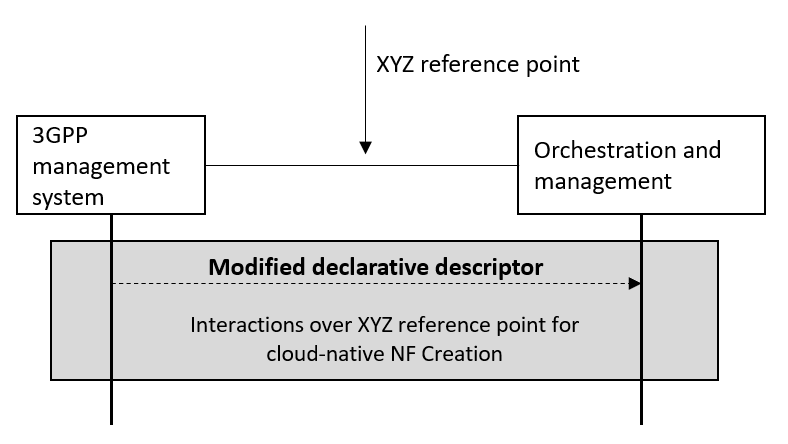 XYZ reference point
3GPP
management
system
Orchestration and
management
Modified declarative descriptor
Interactions over XYZ reference point for
cloud-native NF Creation